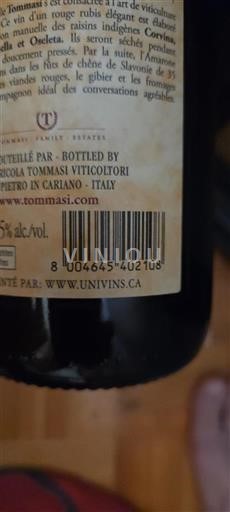 e Tommasi s'est consacrée à l'art de viticulture
Ce vin d'un rouge rubis élégant est élaboré
on manuelle des raisins indigènes Corvina,
ella et Oseleta. Ils seront séchés pendant
doucement pressés. Par la suite, l'Amarone
ns dans les fûts de chêne de Slavonie de 35
es viandes rouges, le gibier et les fromages
mpagnon idéal des conversations agréables.
T
OMMASI · FAMILY · ESTATES
OUTEILLÉ PAR - BOTTLED BY
RICOLA TOMMASI VITICOLTORI
PIETRO IN CARIANO - ITALY
www.tommasi.com
5% alc./vol.
VINIOU
8 004645 402108
NTÉ PAR: WWW.UNIVINS.CA